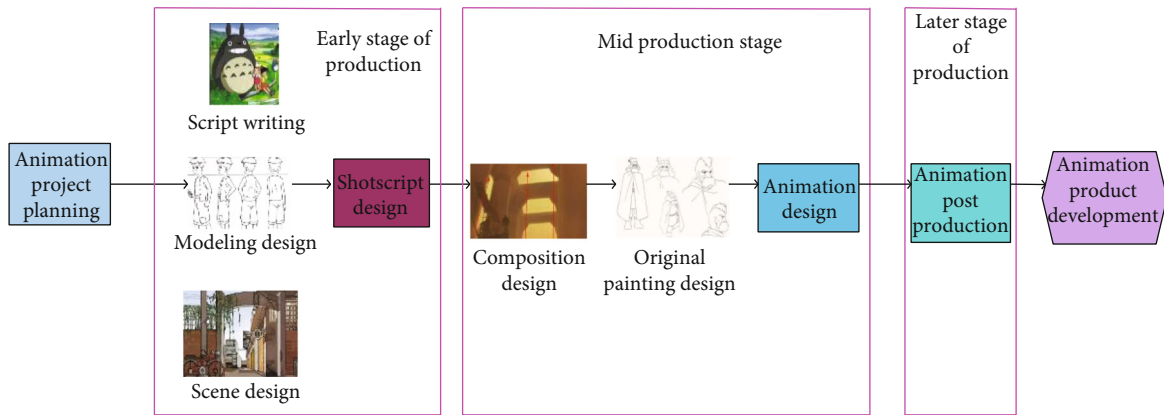 Animation
project
planning
Early stage of
production
Script writing
Modeling design
Scene design
Shotscript
design
Mid production stage
Composition
design
Original
painting design
Animation
design
Later stage
of
production
Animation
post
production
Animation
product
development